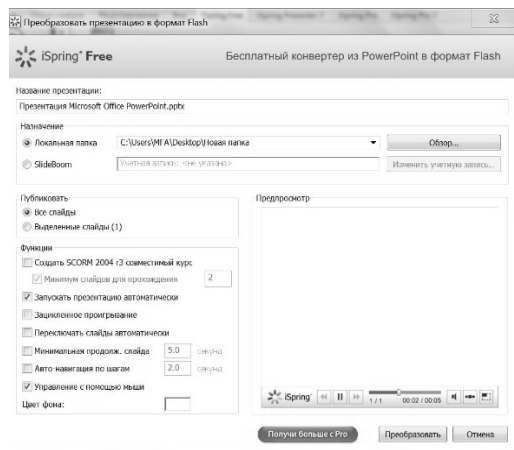 Преобразовать презентацию в формат Flash
iSpring Free
Бесплатный конвертер из PowerPoint в формат Flash
Название презентации:
Презентация Microsoft Office PowerPoint.pptx
Назначение
Локальная папка C:\Users\МГА\Desktop\Новая папка Обзор...
SlideBoom Учетная запись: <не указана> Изменить учетную запись...
Публиковать
Все слайды
Выделенные слайды (1)
Функции
Создать SCORM 2004 r3 совместимый курс
Минимум слайдов для прохождения 2
Запускать презентацию автоматически
Зацикленное проигрывание
Переключать слайды автоматически
Минимальная продолж. слайда 5.0 секунд
Авто-навигация по шагам 2.0 секунд
Управление с помощью мыши
Цвет фона:
Предпросмотр
iSpring 1 / 1 00:02 / 00:05
Получи больше с Pro Преобразовать Отмена